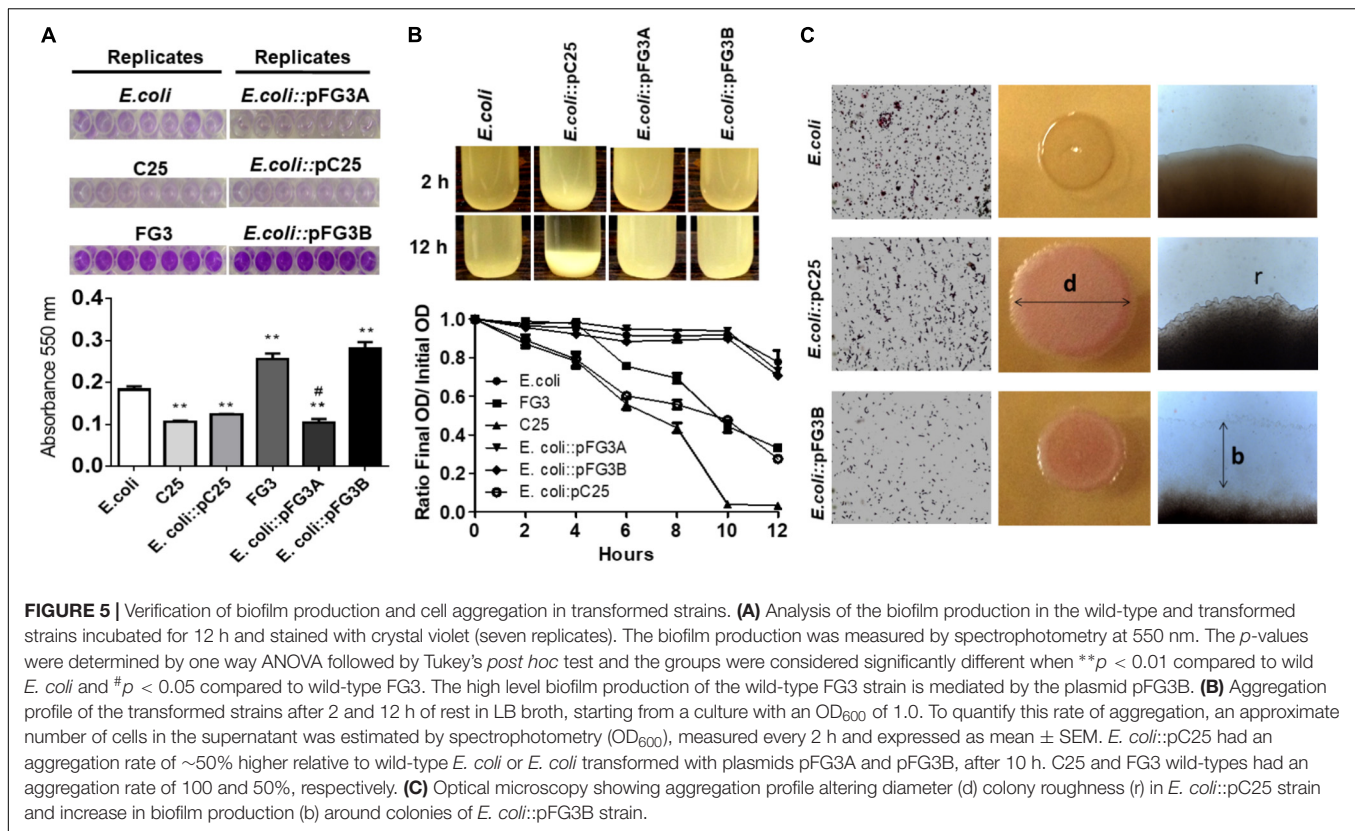 A
Replicates Replicates
E.coli E.coli::pFG3A
C25 E.coli::pC25
FG3 E.coli::pFG3B
Absorbance 550 nm
0.4
0.3
0.2
0.1
0.0
** ** ** # ** **
E.coli
C25
E. coli::pC25
FG3
E. coli::pFG3A
E. coli::pFG3B
B
E.coli
E.coli::pC25
E.coli::pFG3A
E.coli::pFG3B
2 h
12 h
Ratio Final OD/ Initial OD
1.0
0.8
0.6
0.4
0.2
0.0
E.coli
FG3
C25
E. coli::pFG3A
E. coli::pFG3B
E. coli:pC25
0 2 4 6 8 10 12
Hours
C
E.coli
E.coli::pC25
d
r
E.coli::pFG3B
b
FIGURE 5 | Verification of biofilm production and cell aggregation in transformed strains. (A) Analysis of the biofilm production in the wild-type and transformed
strains incubated for 12 h and stained with crystal violet (seven replicates). The biofilm production was measured by spectrophotometry at 550 nm. The p-values
were determined by one way ANOVA followed by Tukey's post hoc test and the groups were considered significantly different when **p < 0.01 compared to wild
E. coli and #p < 0.05 compared to wild-type FG3. The high level biofilm production of the wild-type FG3 strain is mediated by the plasmid pFG3B. (B) Aggregation
profile of the transformed strains after 2 and 12 h of rest in LB broth, starting from a culture with an OD600 of 1.0. To quantify this rate of aggregation, an approximate
number of cells in the supernatant was estimated by spectrophotometry (OD600), measured every 2 h and expressed as mean ± SEM. E. coli::pC25 had an
aggregation rate of ~50% higher relative to wild-type E. coli or E. coli transformed with plasmids pFG3A and pFG3B, after 10 h. C25 and FG3 wild-types had an
aggregation rate of 100 and 50%, respectively. (C) Optical microscopy showing aggregation profile altering diameter (d) colony roughness (r) in E. coli::pC25 strain
and increase in biofilm production (b) around colonies of E. coli::pFG3B strain.